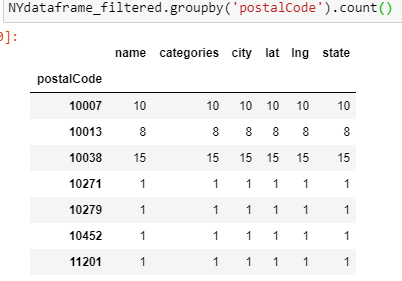 NYdataframe_filtered.groupby('postalCode').count()
]:
name categories city lat lng state
postalCode
10007 10 10 10 10 10 10
10013 8 8 8 8 8 8
10038 15 15 15 15 15 15
10271 1 1 1 1 1 1
10279 1 1 1 1 1 1
10452 1 1 1 1 1 1
11201 1 1 1 1 1 1